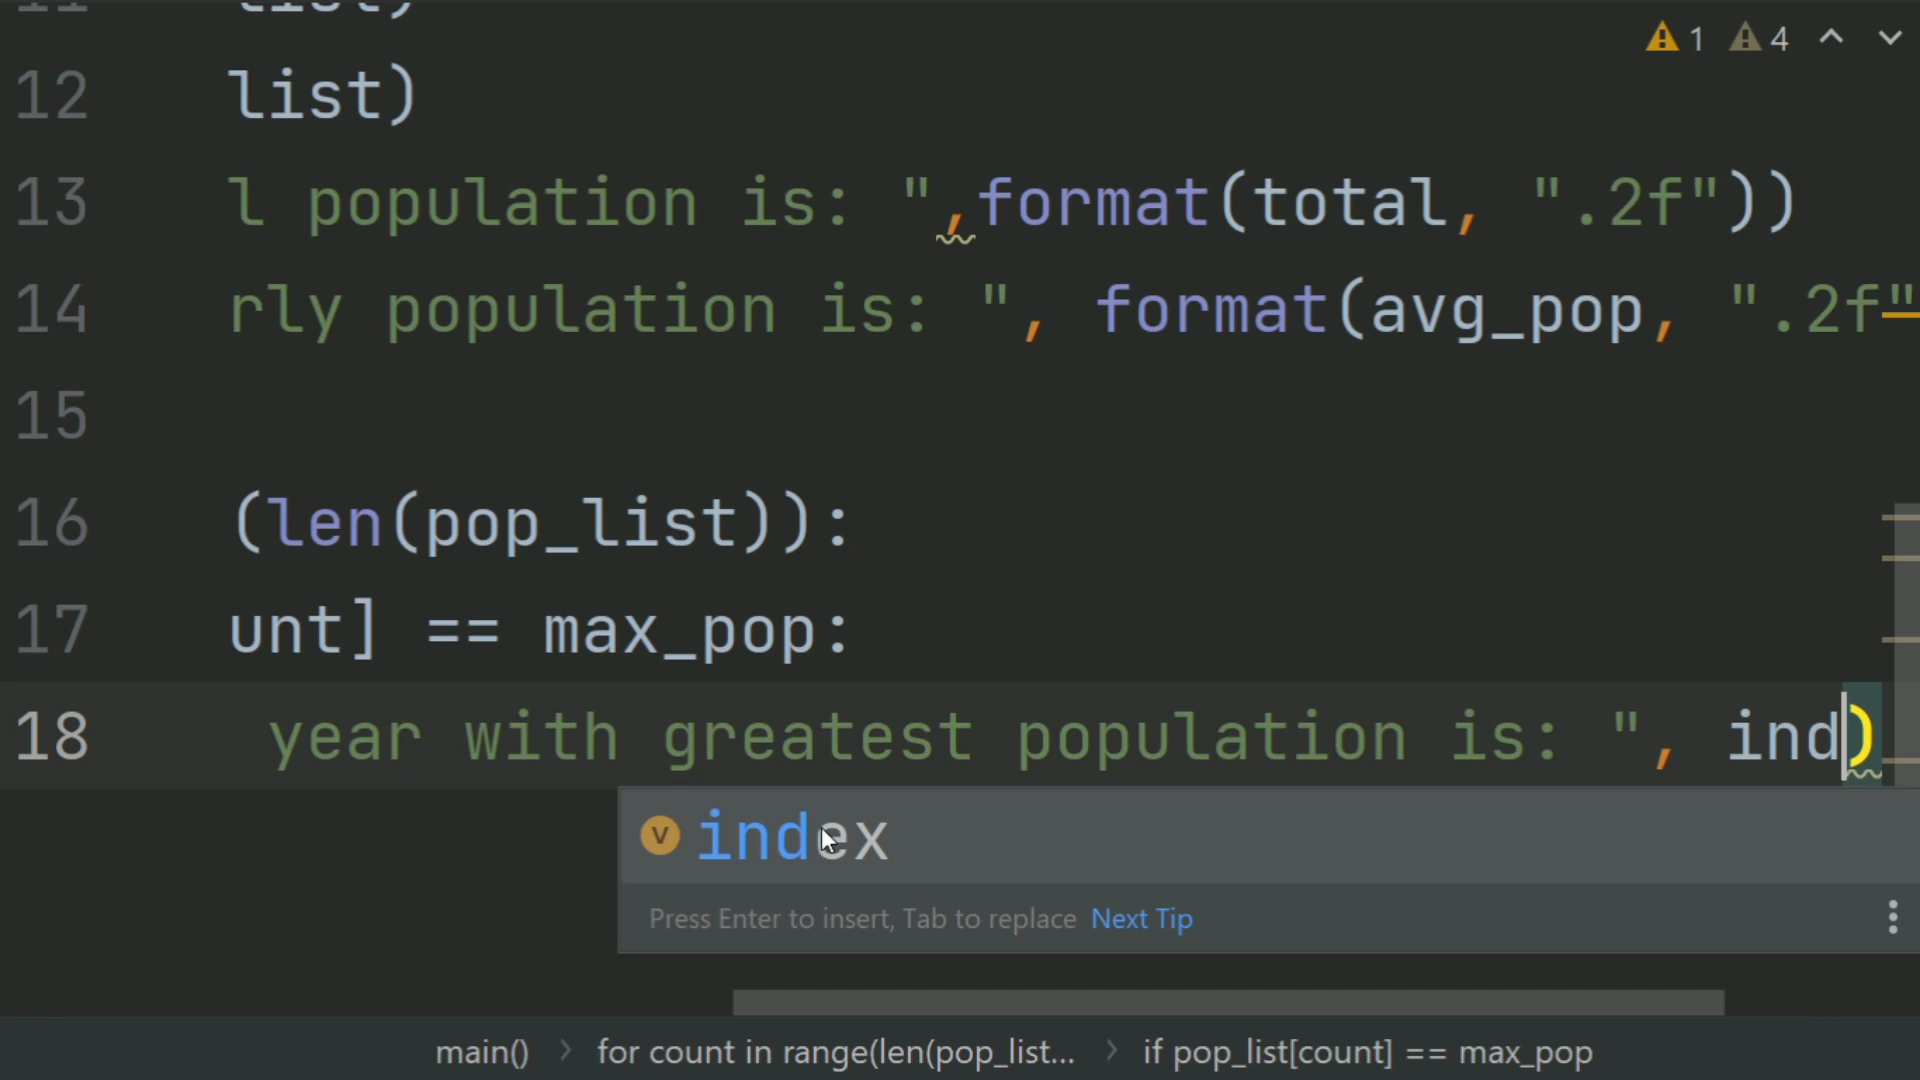 1 4
12 list)
13 l population is: ",format(total, ".2f"))
14 rly population is: ", format(avg_pop, ".2f"
15
16 (len(pop_list)):
17 unt] == max_pop:
18 year with greatest population is: ", ind)
v index
Press Enter to insert, Tab to replace Next Tip
main() > for count in range(len(pop_list... > if pop_list[count] == max_pop